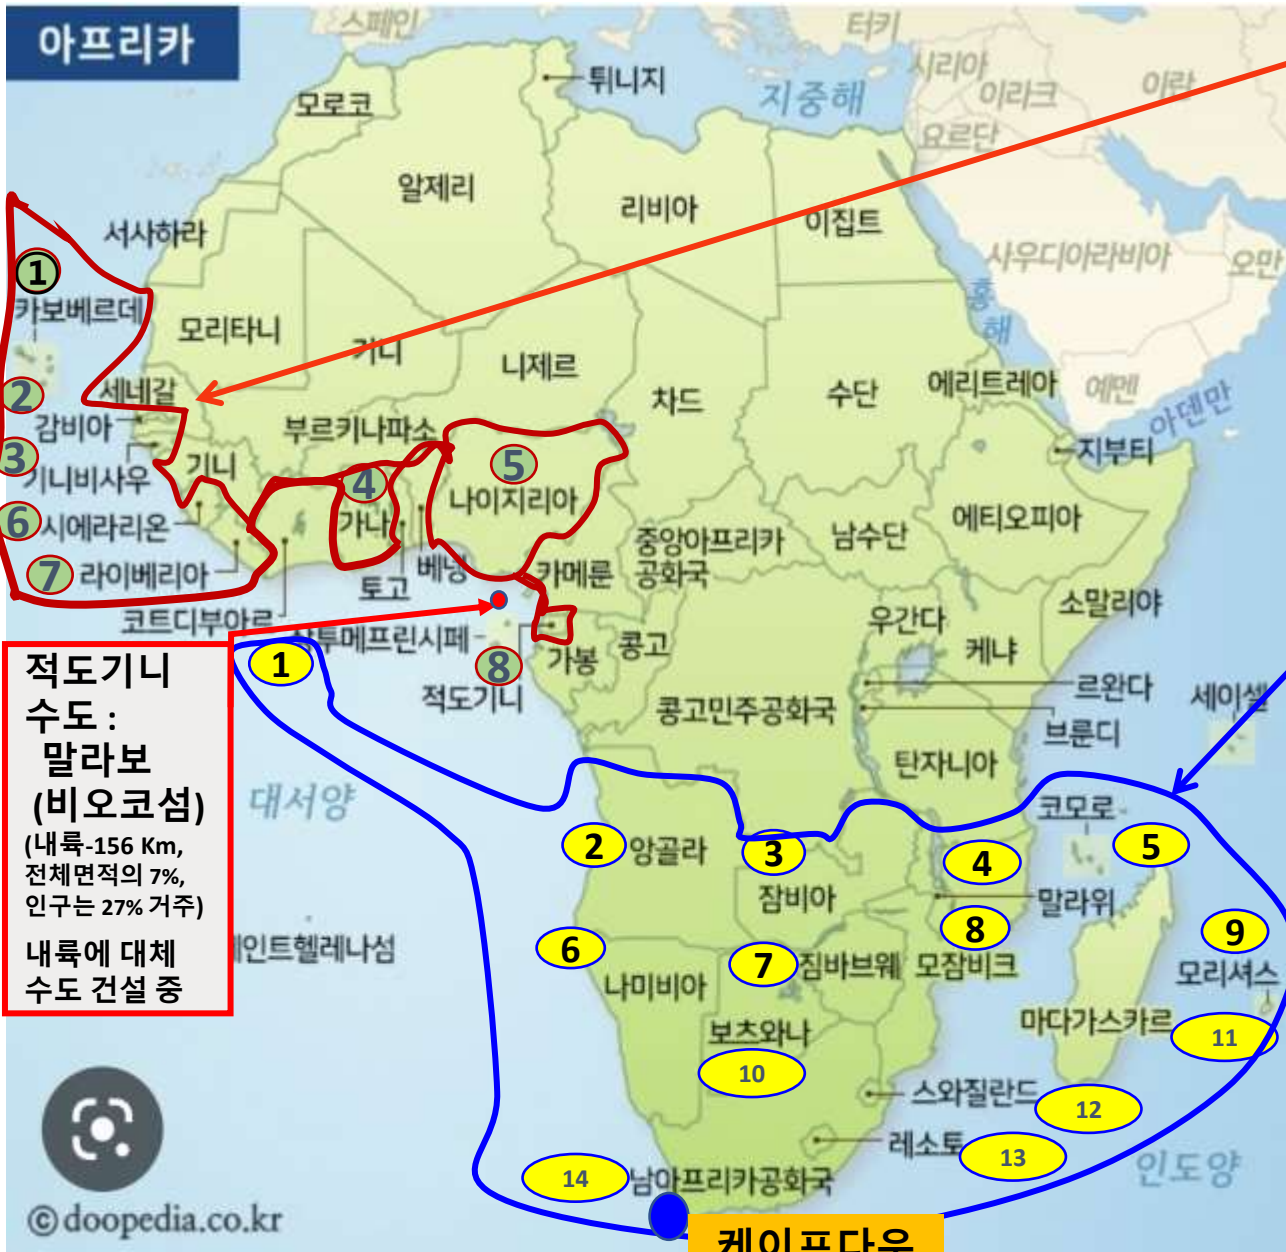 아프리카
스페인
터키
튀니지
시리아
이라크
이란
지중해
모로코
요르단
알제리
리비아
이집트
서사하라
사우디아라비아
오만
홍해
1
카보베르데
모리타니
니제르
차드
수단
에리트레아
예멘
아덴만
2
세네갈
감비아
부르키나파소
지부티
3
기니비사우
기니
4
5
나이지리아
가나
에티오피아
6
시에라리온
중앙아프리카
공화국
남수단
7
라이베리아
토고
베냉
카메룬
소말리야
코트디부아르
상투메프린시페
우간다
케냐
가봉
콩고
8
적도기니
르완다
브룬디
세이셸
콩고민주공화국
탄자니아
적도기니
수도 :
말라보
(비오코섬)
(내륙-156 Km,
전체면적의 7%,
인구는 27% 거주)
내륙에 대체
수도 건설 중
1
대서양
코모로
2
앙골라
3
4
5
잠비아
말라위
인트헬레나섬
6
나미비아
7
짐바브웨
8
모잠비크
9
모리셔스
보츠와나
10
마다가스카르
11
스와질란드
12
레소토
13
14
남아프리카공화국
인도양
©doopedia.co.kr